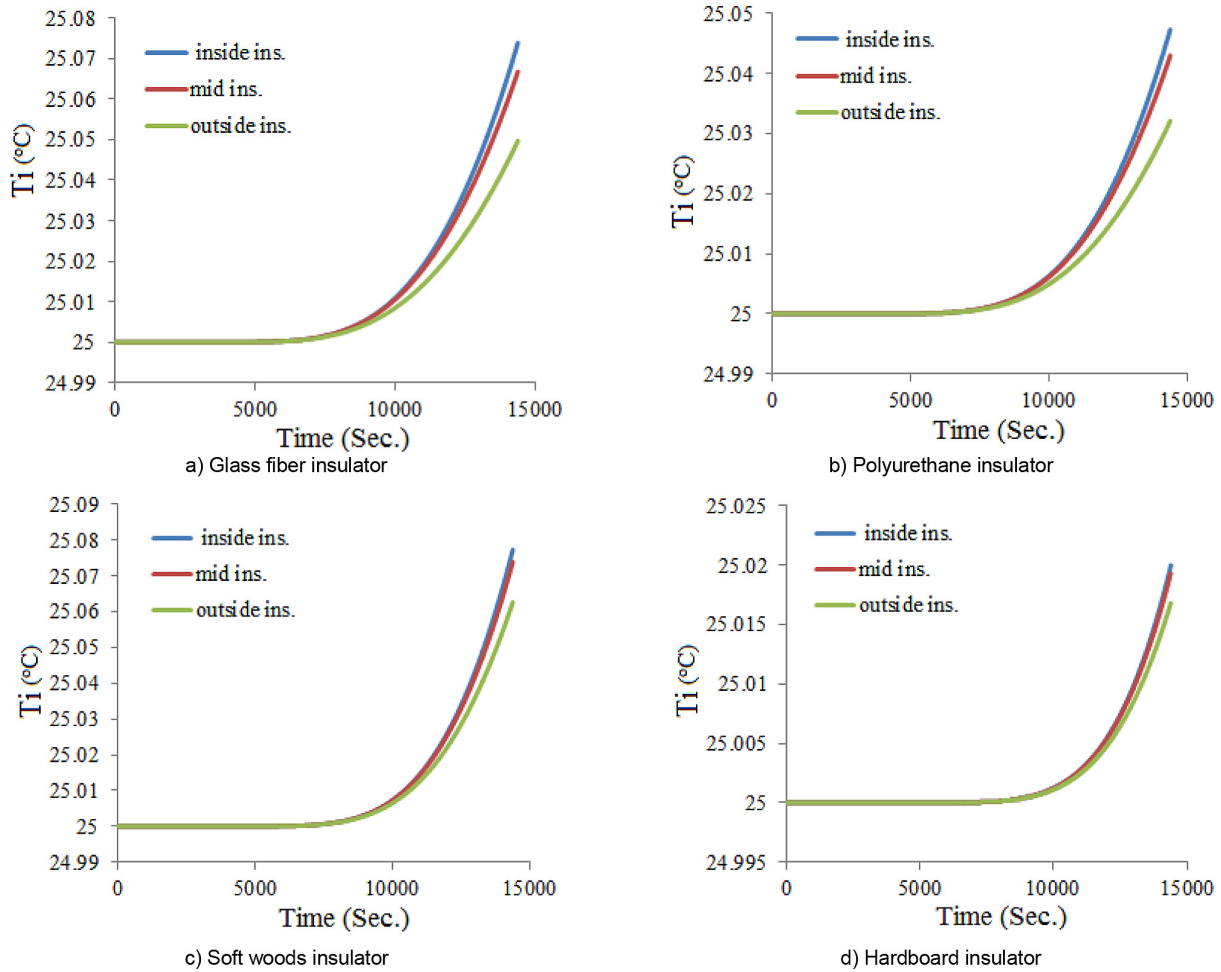 25.08
25.07
25.06
25.05
25.04
25.03
25.02
25.01
25
24.99
Ti (°C)
inside ins.
mid ins.
outside ins.
0 5000 10000 15000
Time (Sec.)
a) Glass fiber insulator
25.05
25.04
25.03
25.02
25.01
25
24.99
Ti (°C)
inside ins.
mid ins.
outside ins.
0 5000 10000 15000
Time (Sec.)
b) Polyurethane insulator
25.09
25.08
25.07
25.06
25.05
25.04
25.03
25.02
25.01
25
24.99
Ti (°C)
inside ins.
mid ins.
outside ins.
0 5000 10000 15000
Time (Sec.)
c) Soft woods insulator
25.025
25.02
25.015
25.01
25.005
25
24.995
Ti (°C)
inside ins.
mid ins.
outside ins.
0 5000 10000 15000
Time (Sec.)
d) Hardboard insulator